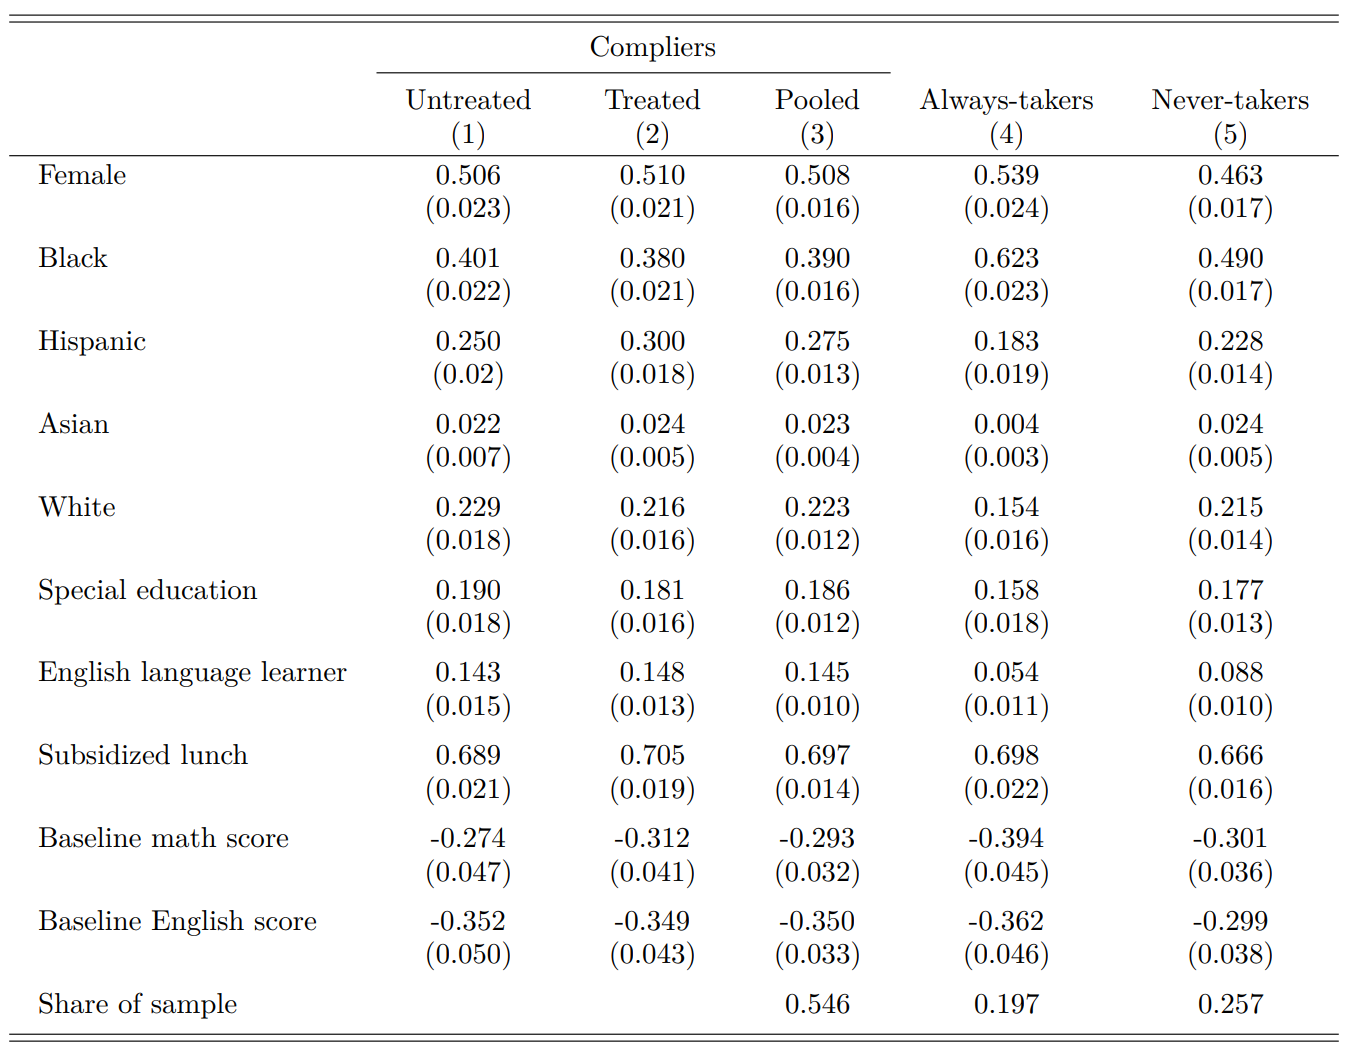 Compliers
Untreated Treated Pooled Always-takers Never-takers
(1) (2) (3) (4) (5)
Female 0.506 0.510 0.508 0.539 0.463
(0.023) (0.021) (0.016) (0.024) (0.017)
Black 0.401 0.380 0.390 0.623 0.490
(0.022) (0.021) (0.016) (0.023) (0.017)
Hispanic 0.250 0.300 0.275 0.183 0.228
(0.02) (0.018) (0.013) (0.019) (0.014)
Asian 0.022 0.024 0.023 0.004 0.024
(0.007) (0.005) (0.004) (0.003) (0.005)
White 0.229 0.216 0.223 0.154 0.215
(0.018) (0.016) (0.012) (0.016) (0.014)
Special education 0.190 0.181 0.186 0.158 0.177
(0.018) (0.016) (0.012) (0.018) (0.013)
English language learner 0.143 0.148 0.145 0.054 0.088
(0.015) (0.013) (0.010) (0.011) (0.010)
Subsidized lunch 0.689 0.705 0.697 0.698 0.666
(0.021) (0.019) (0.014) (0.022) (0.016)
Baseline math score -0.274 -0.312 -0.293 -0.394 -0.301
(0.047) (0.041) (0.032) (0.045) (0.036)
Baseline English score -0.352 -0.349 -0.350 -0.362 -0.299
(0.050) (0.043) (0.033) (0.046) (0.038)
Share of sample 0.546 0.197 0.257